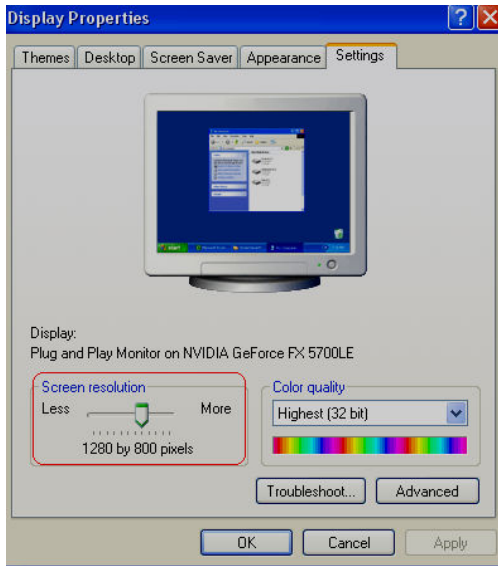 Display Properties
Themes Desktop Screen Saver Appearance Settings
start
Display:
Plug and Play Monitor on NVIDIA GeForce FX 5700LE
Screen resolution
Less More
1280 by 800 pixels
Color quality
Highest (32 bit)
Troubleshoot... Advanced
OK Cancel Apply